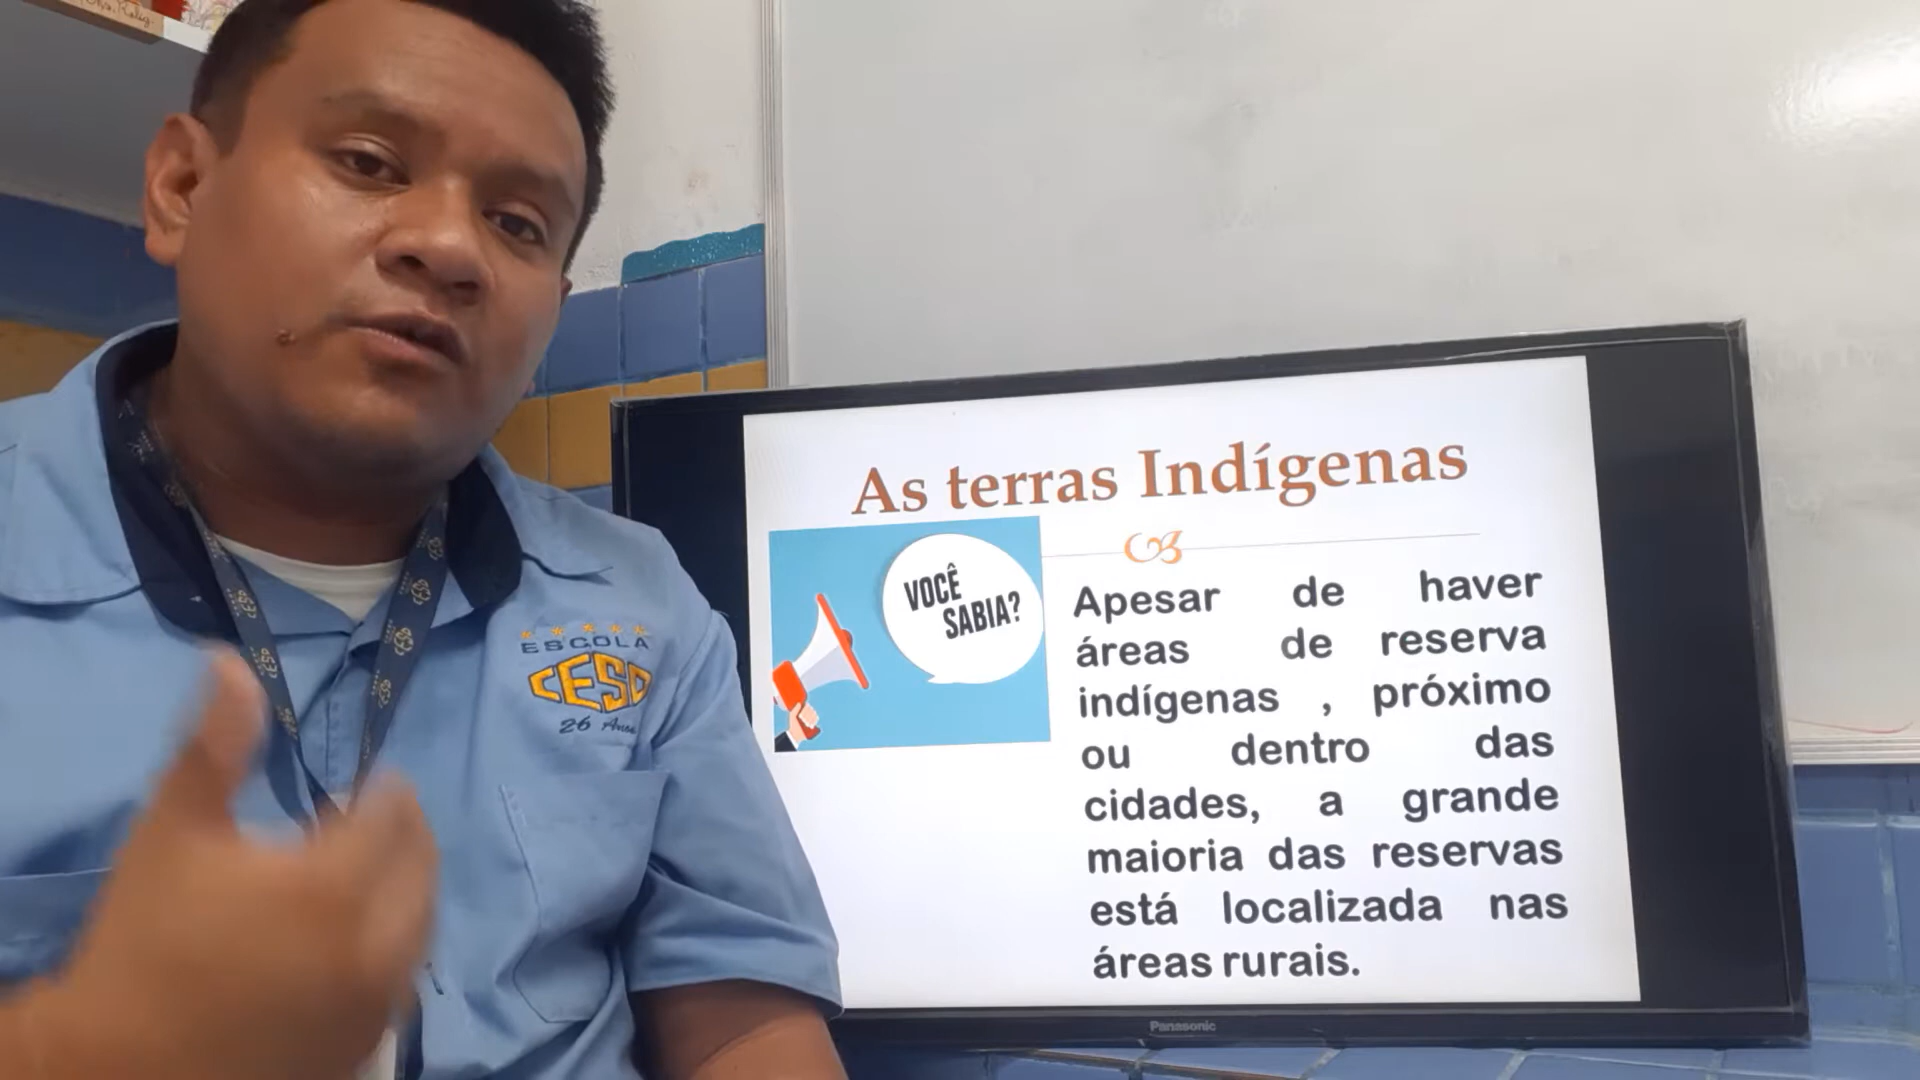 As terras Indígenas
VOCÊ
SABIA?
Apesar de haver
áreas de reserva
indígenas , próximo
ou dentro das
cidades, a grande
maioria das reservas
está localizada nas
áreas rurais.
ESCOLA
CESP
26 Anos
Panasonic